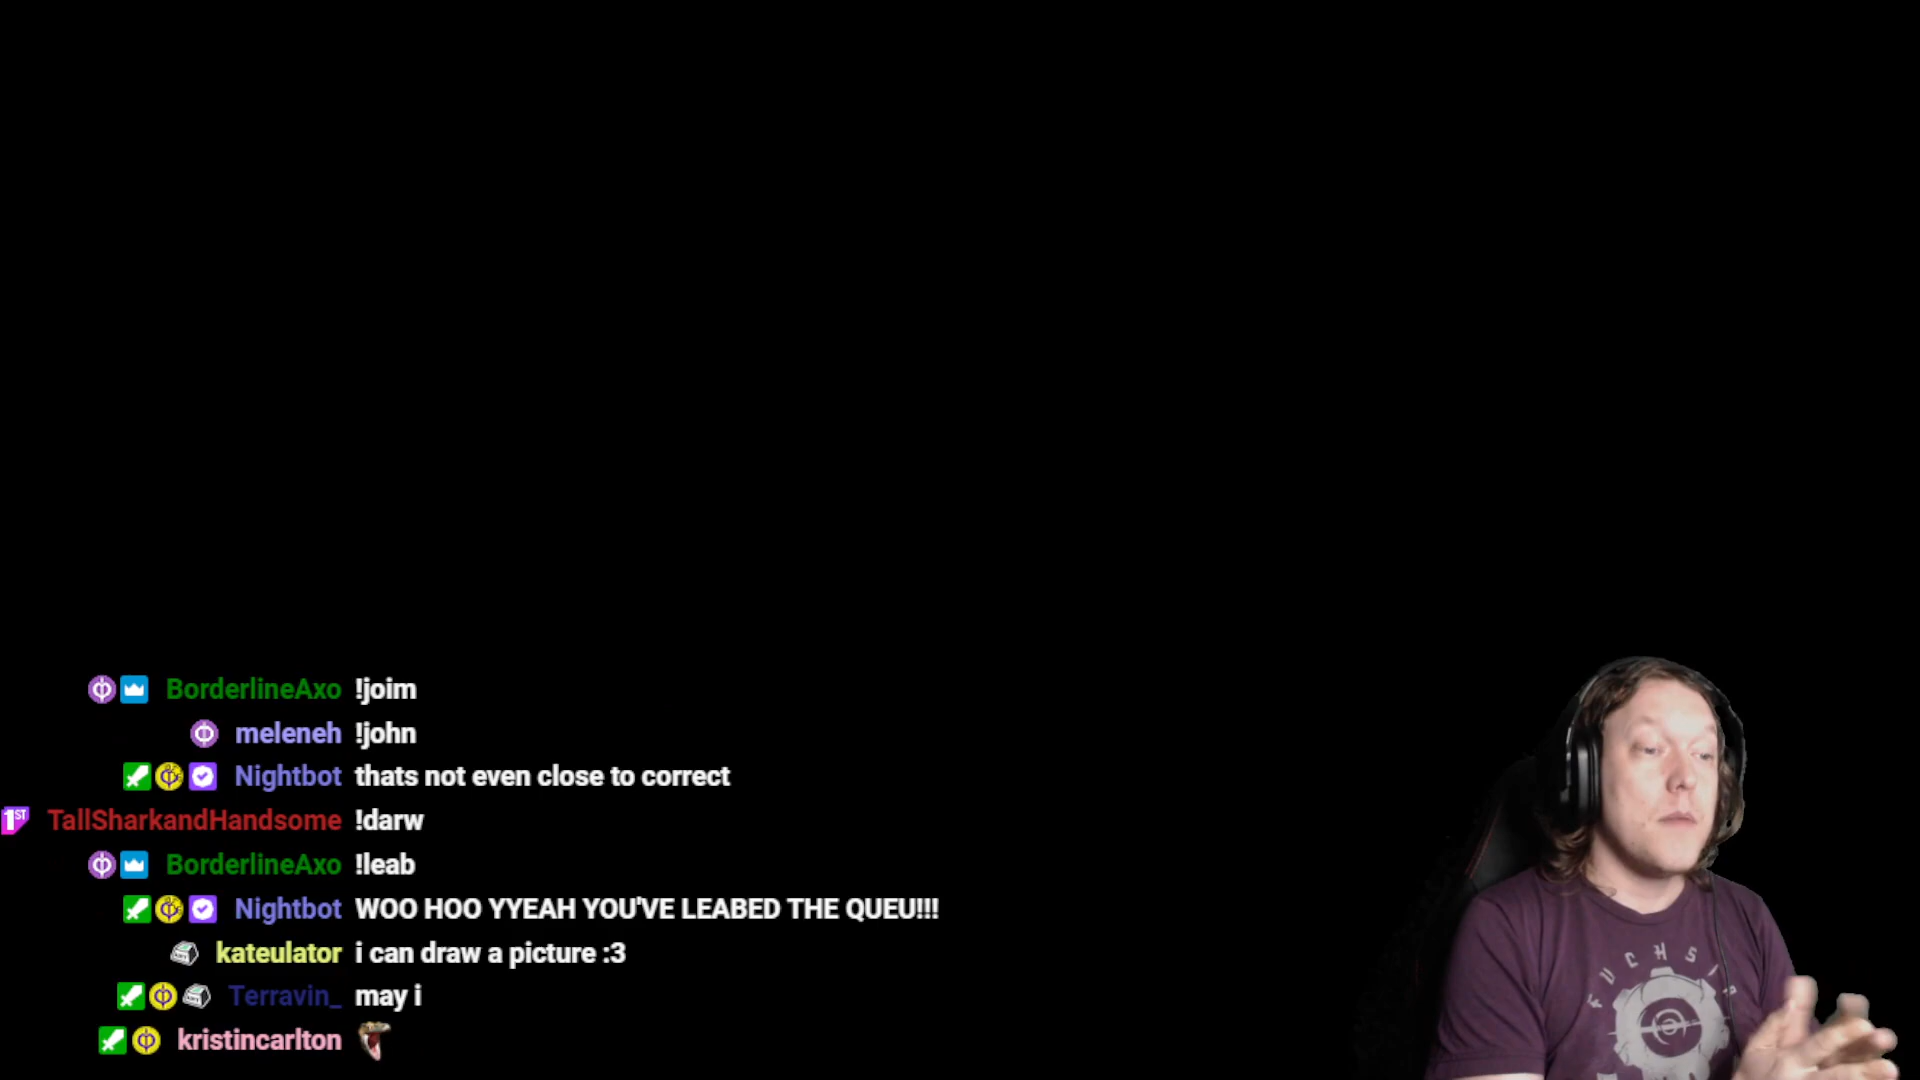 BorderlineAxo !joim
meleneh !john
Nightbot thats not even close to correct
1ST TallSharkandHandsome !darw
BorderlineAxo !leab
Nightbot WOO HOO YYEAH YOU'VE LEABED THE QUEU!!!
kateulator i can draw a picture :3
Terravin_ may i
kristincarlton